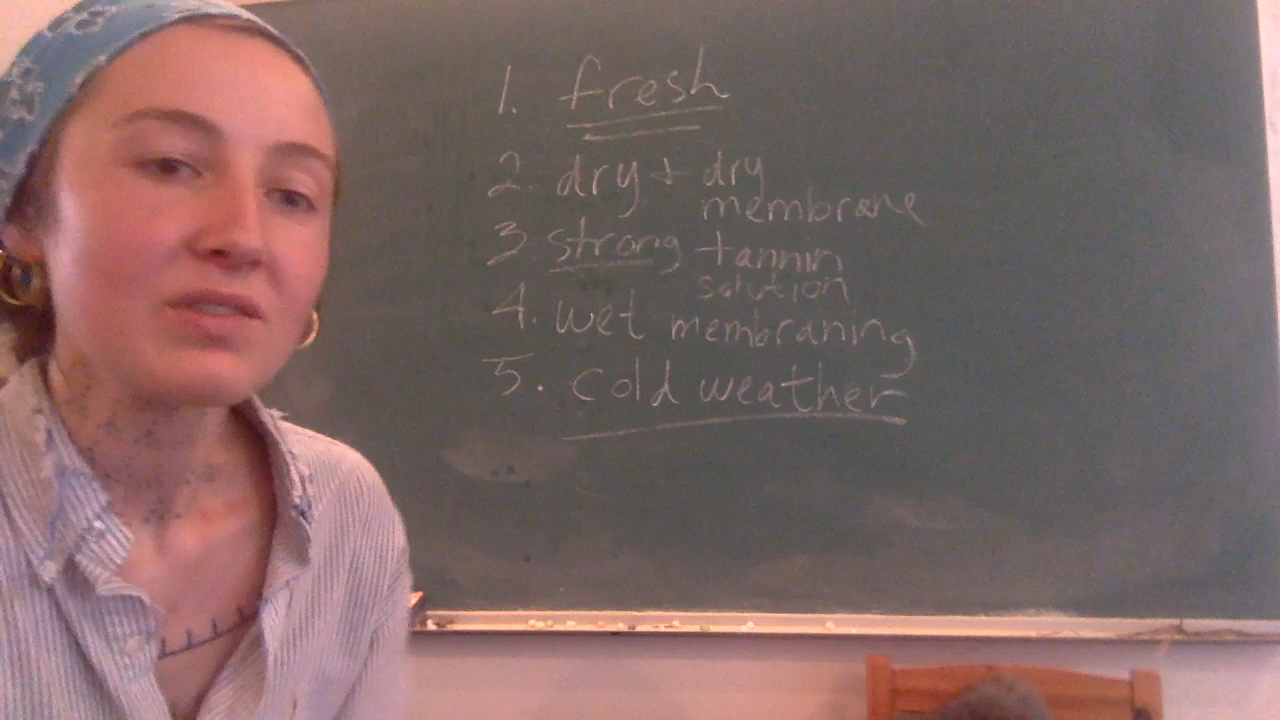 1. fresh
2. dry + dry
membrane
3. strong tannin
solution
4. wet membraning
5. cold weather